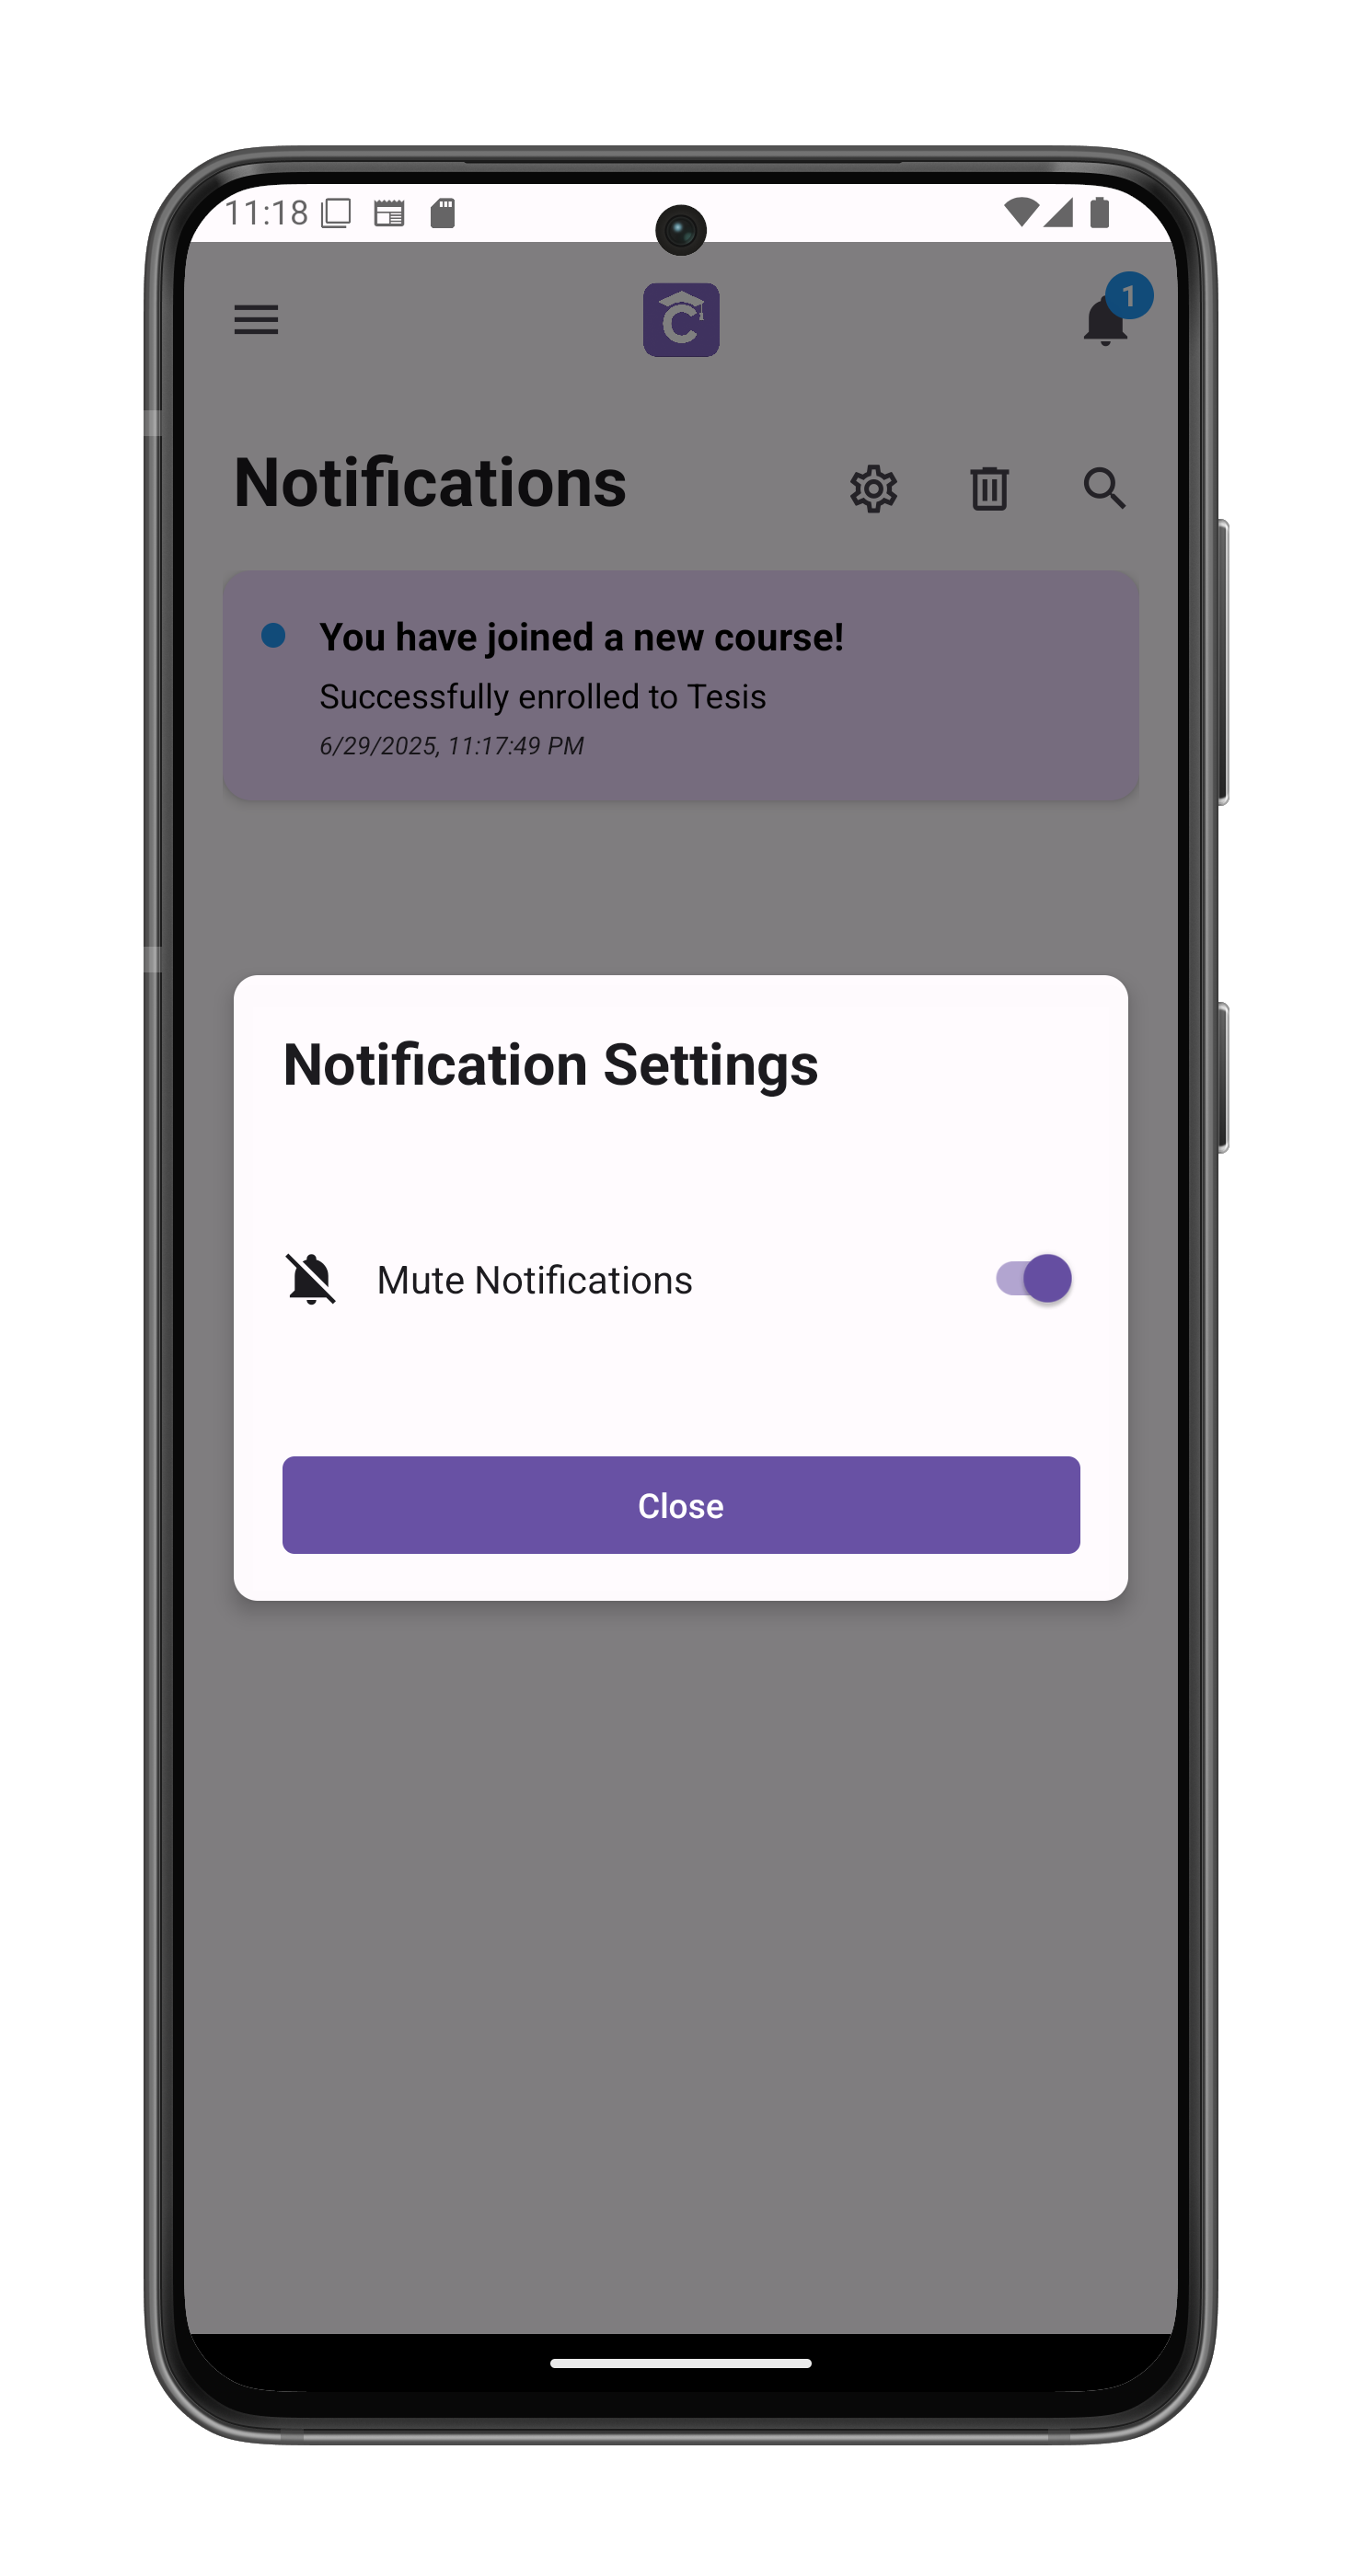 11:18
C
1
Notifications
You have joined a new course!
Successfully enrolled to Tesis
6/29/2025, 11:17:49 PM
Notification Settings
Mute Notifications
Close